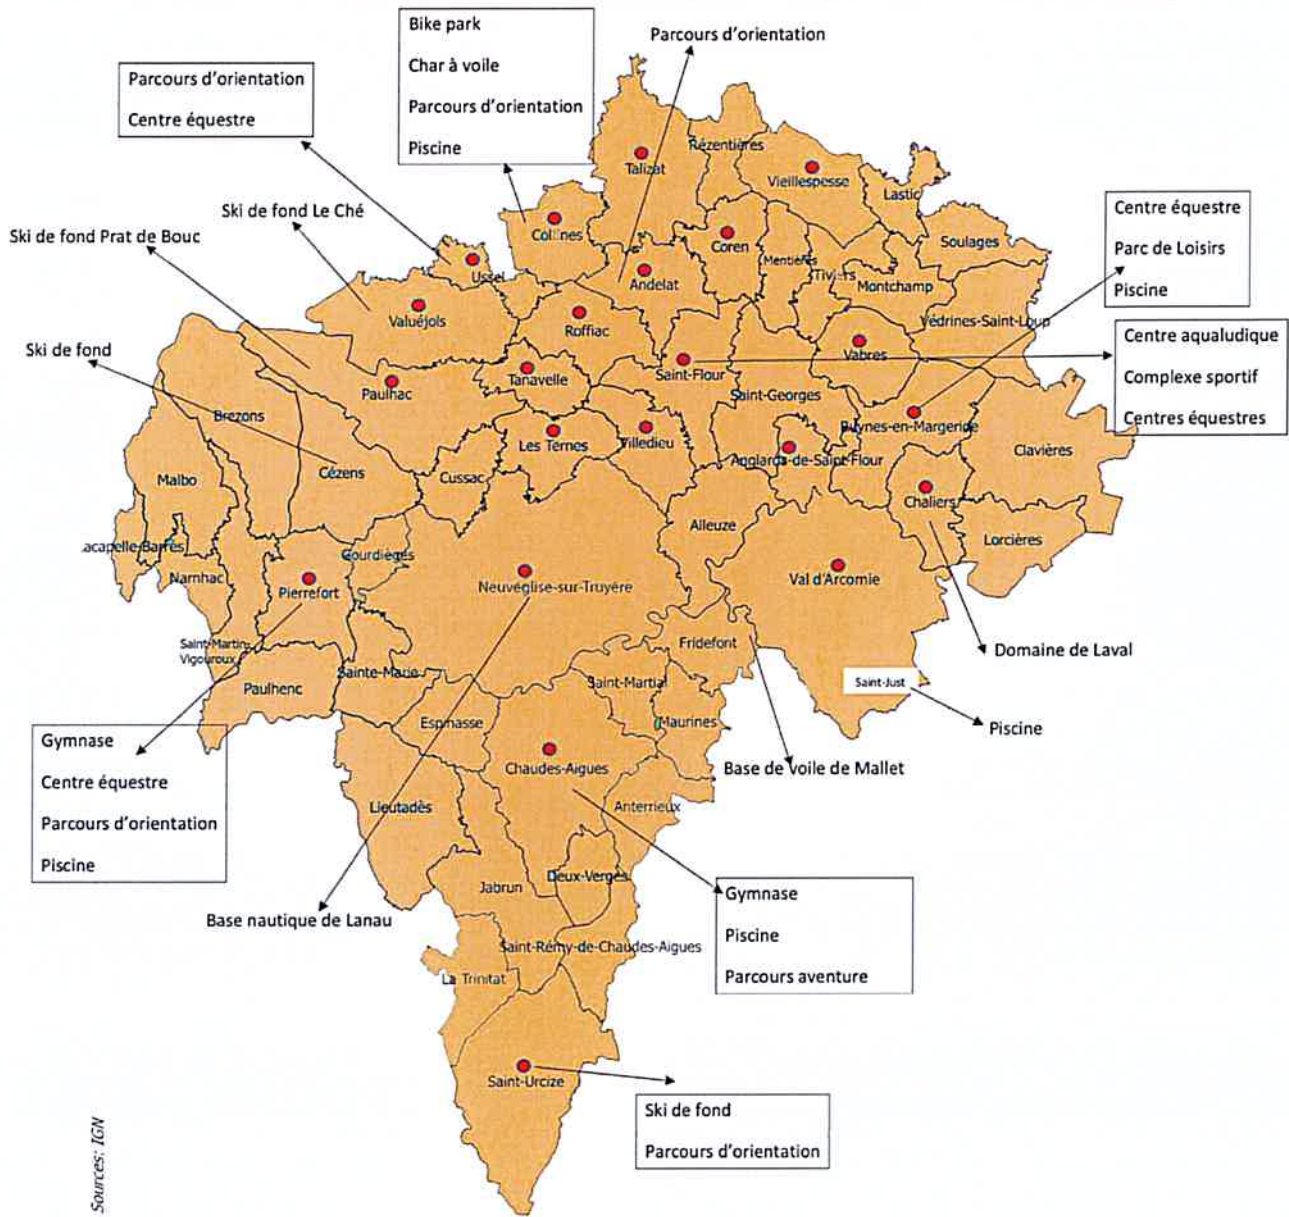 Bike park
Char à voile
Parcours d'orientation
Piscine
Parcours d'orientation
Parcours d'orientation
Centre équestre
Ski de fond Le Ché
Ski de fond Prat de Bouc
Ski de fond
Centre équestre
Parc de Loisirs
Piscine
Centre aqualudique
Complexe sportif
Centres équestres
Talizat
Rézentières
Vieillespesse
Lastic
Soulages
Coren
Mentières
Tiviers
Montchamp
Védrines-Saint-Loup
Ussel
Andelat
Valuéjols
Roffiac
Vabres
Saint-Flour
Tanavelle
Paulhac
Saint-Georges
Brezons
Les Ternes
Villedieu
Anglards-de-Saint-Flour
Clavières
Cézens
Cussac
Malbo
Chaliers
Alleuze
Lorcières
Gourdièges
Narnhac
Pierrefort
Neuvéglise-sur-Truyère
Val d'Arcomie
Saint-Martin-
Vigouroux
Fridefont
Domaine de Laval
Sainte-Marie
Saint-Martial
Saint-Just
Paulhenc
Espinasse
Maurines
Piscine
Gymnase
Centre équestre
Parcours d'orientation
Piscine
Chaudes-Aigues
Base de voile de Mallet
Lieutadès
Anterrieux
Deux-Verges
Jabrun
Base nautique de Lanau
Gymnase
Piscine
Parcours aventure
Saint-Rémy-de-Chaudes-Aigues
La Trinitat
Saint-Urcize
Ski de fond
Parcours d'orientation
Sources: IGN